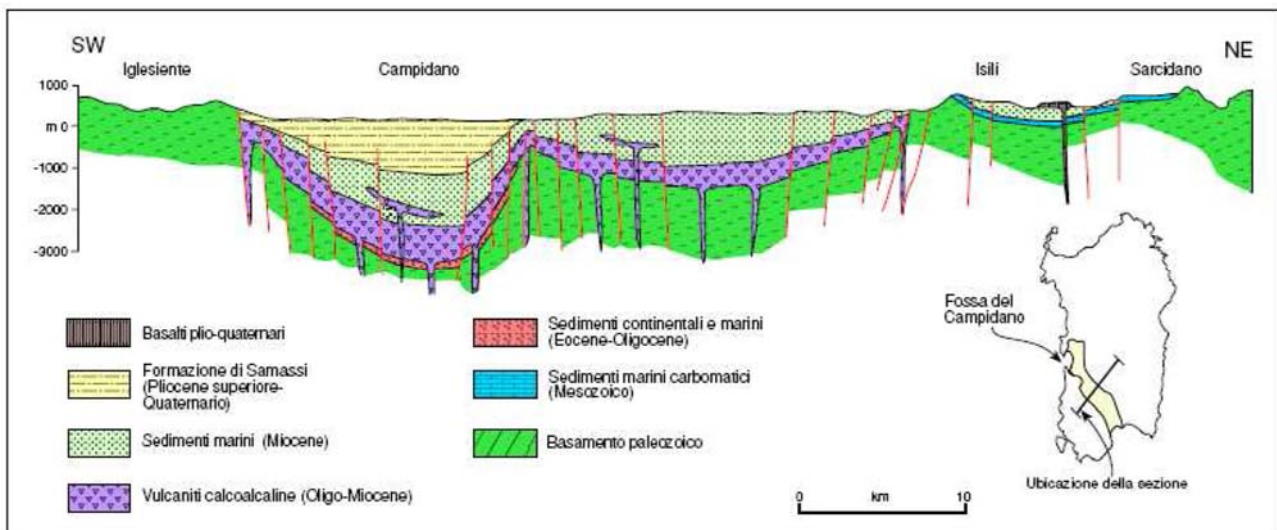 SW
NE
Iglesiente
Campidano
Isili
Sarcidano
1000
m 0
-1000
-2000
-3000
Basalti plio-quaternari
Formazione di Samassi
(Pliocene superiore-
Quaternario)
Sedimenti marini (Miocene)
Vulcaniti calcoalcaline (Oligo-Miocene)
Sedimenti continentali e marini
(Eocene-Oligocene)
Sedimenti marini carbomatici
(Mesozoico)
Basamento paleozoico
0
km
10
Fossa del
Campidano
Ubicazione della sezione